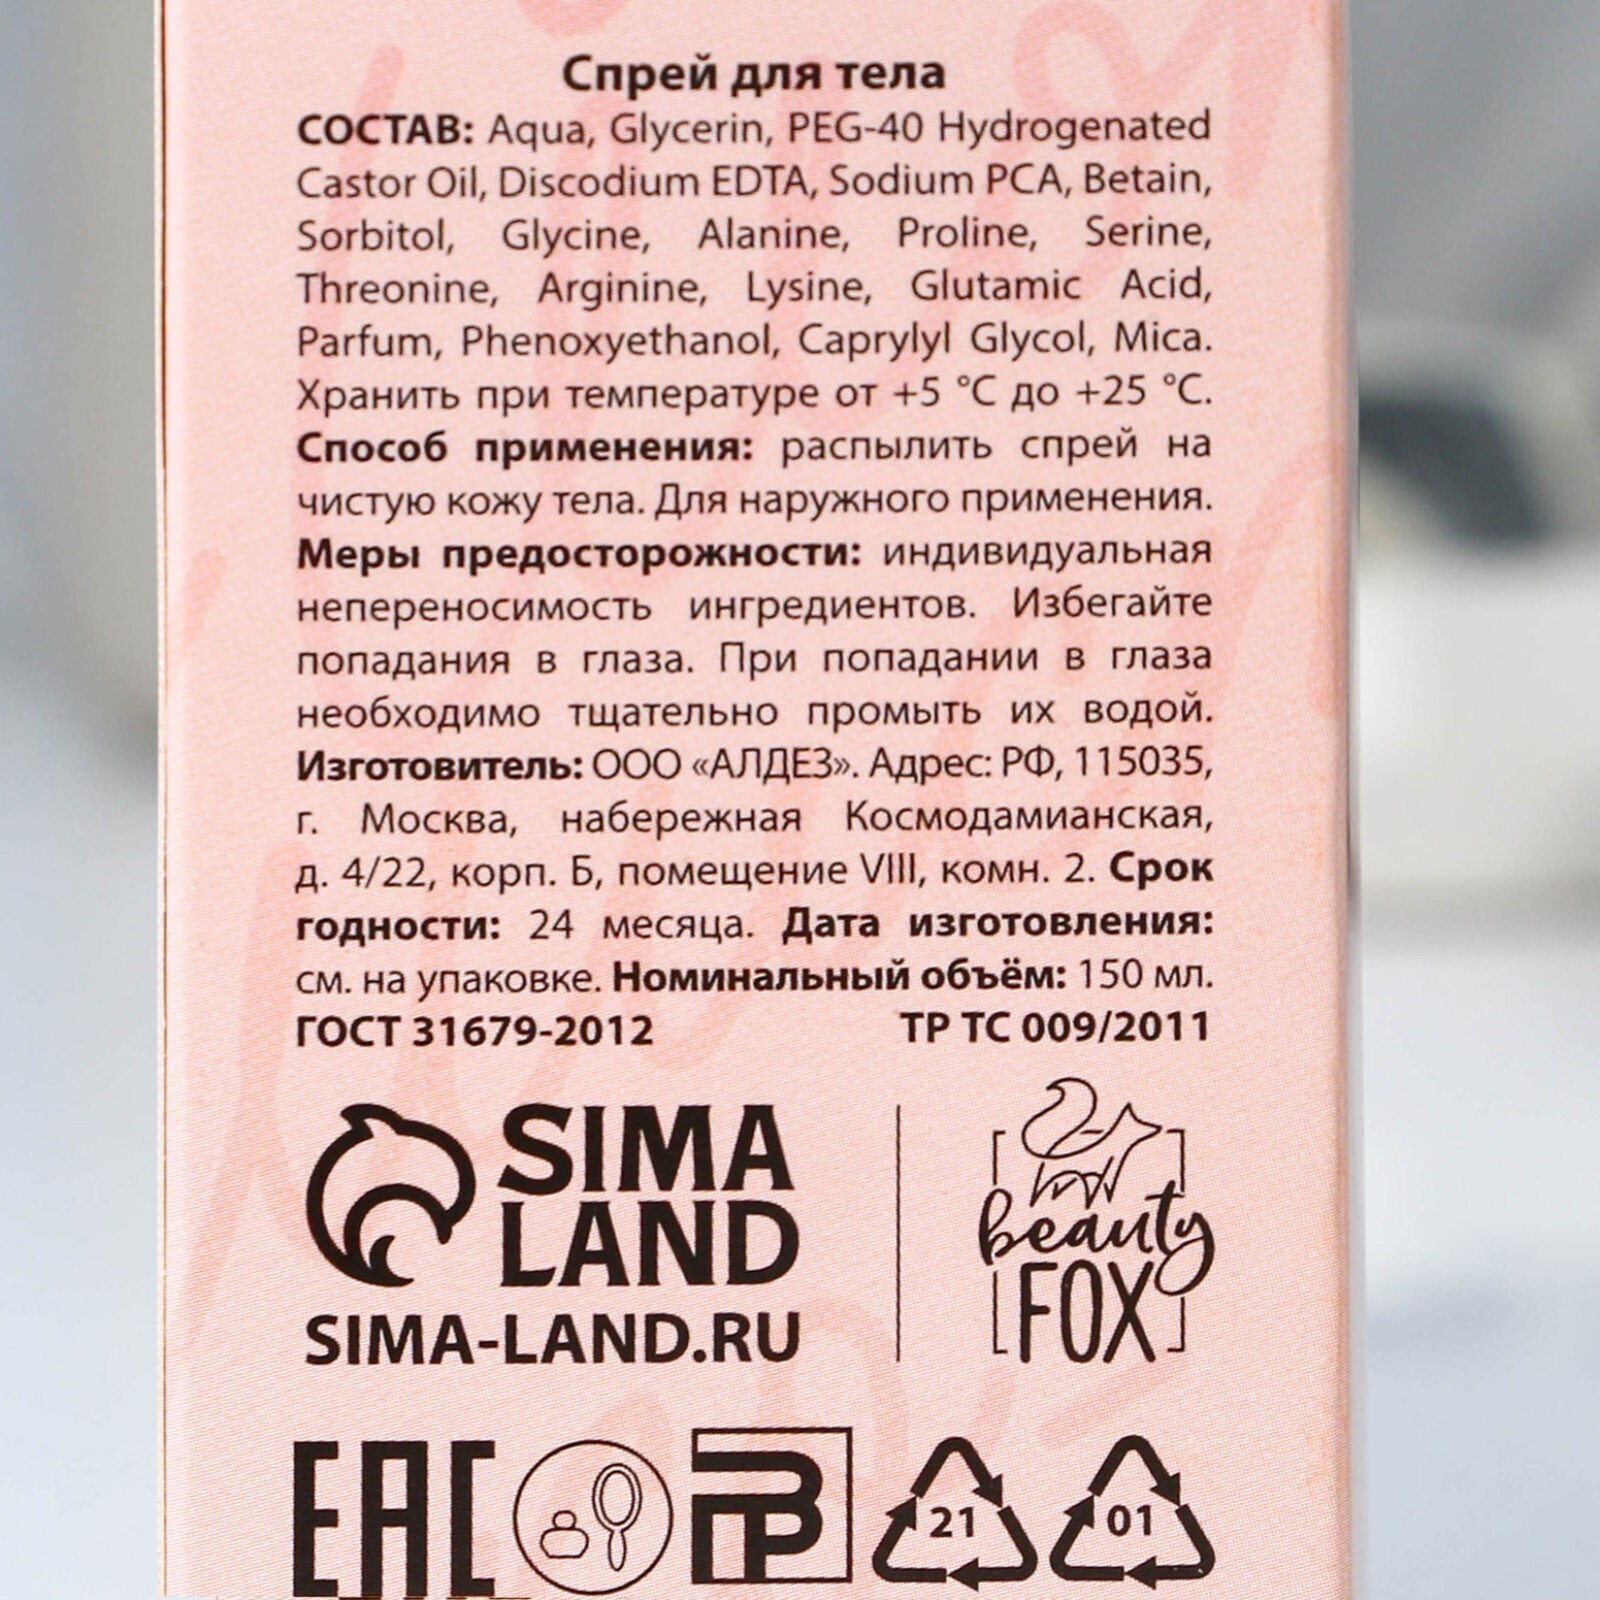 Спрей для тела
СОСТАВ: Aqua, Glycerin, PEG-40 Hydrogenated
Castor Oil, Discodium EDTA, Sodium PCA, Betain,
Sorbitol, Glycine, Alanine, Proline, Serine,
Threonine, Arginine, Lysine, Glutamic Acid,
Parfum, Phenoxyethanol, Caprylyl Glycol, Mica.
Хранить при температуре от +5 °C до +25 °C.
Способ применения: распылить спрей на
чистую кожу тела. Для наружного применения.
Меры предосторожности: индивидуальная
непереносимость ингредиентов. Избегайте
попадания в глаза. При попадании в глаза
необходимо тщательно промыть их водой.
Изготовитель: ООО «АЛДЕЗ». Адрес: РФ, 115035,
г. Москва, набережная Космодамианская,
д. 4/22, корп. Б, помещение VIII, комн. 2. Срок
годности: 24 месяца. Дата изготовления:
см. на упаковке. Номинальный объём: 150 мл.
ГОСТ 31679-2012 ТР ТС 009/2011
SIMA
LAND
SIMA-LAND.RU
beauty
FOX
EAC
РВ
21
01